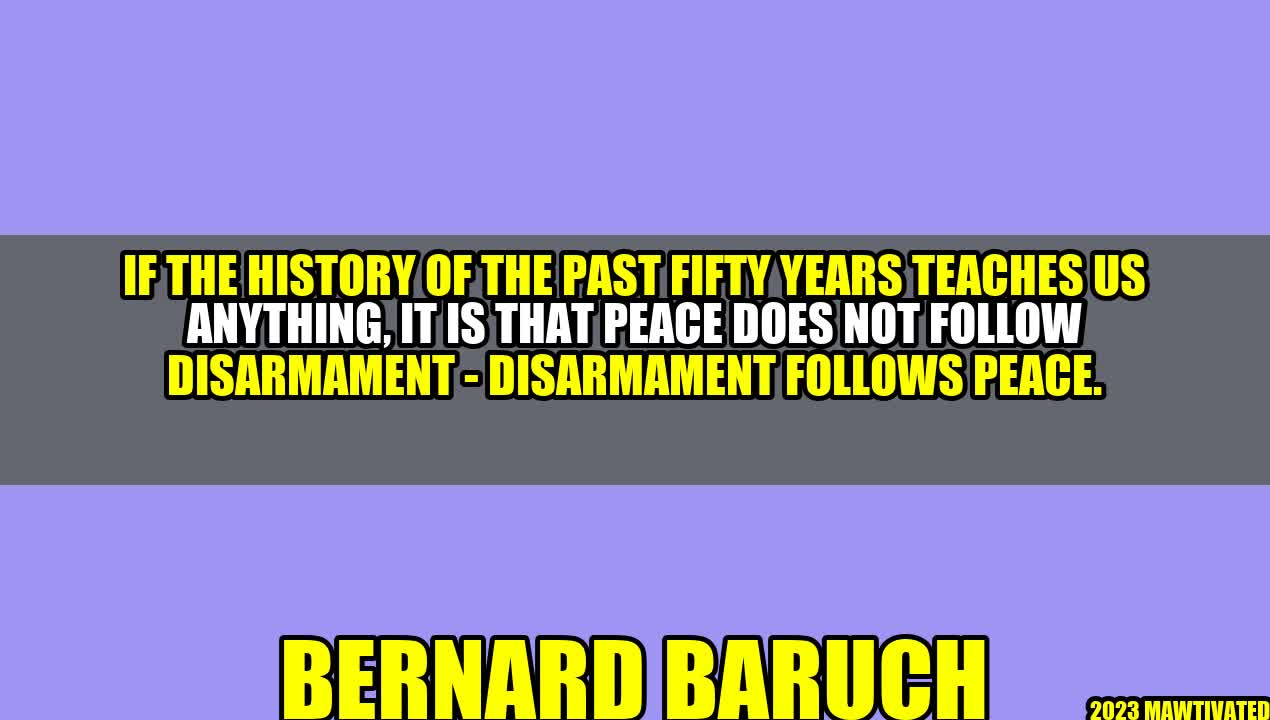 IF THE HISTORY OF THE PAST FIFTY YEARS TEACHES US
ANYTHING, IT IS THAT PEACE DOES NOT FOLLOW
DISARMAMENT - DISARMAMENT FOLLOWS PEACE.
BERNARD BARUCH
2023 MAWTIVATED